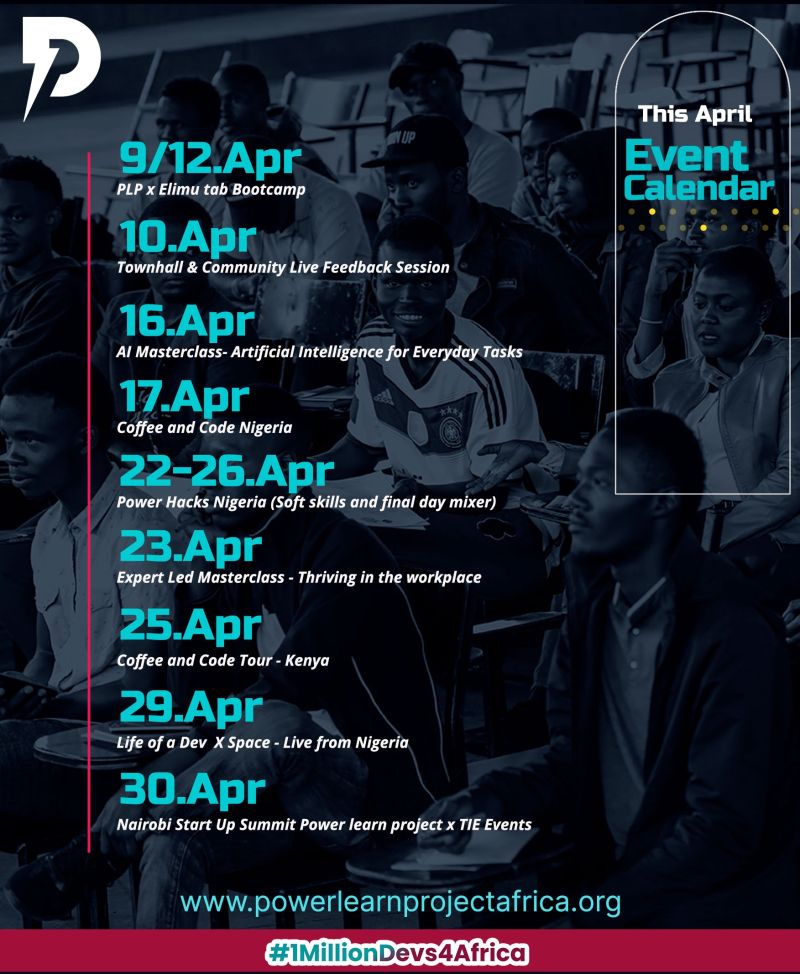 This April
Event
Calendar
9/12.Apr
PLP x Elimu tab Bootcamp
10.Apr
Townhall & Community Live Feedback Session
16.Apr
AI Masterclass- Artificial Intelligence for Everyday Tasks
17.Apr
Coffee and Code Nigeria
22-26.Apr
Power Hacks Nigeria (Soft skills and final day mixer)
23.Apr
Expert Led Masterclass - Thriving in the workplace
25.Apr
Coffee and Code Tour - Kenya
29.Apr
Life of a Dev X Space - Live from Nigeria
30.Apr
Nairobi Start Up Summit Power learn project x TIE Events
www.powerlearnprojectafrica.org
#1MillionDevs4Africa